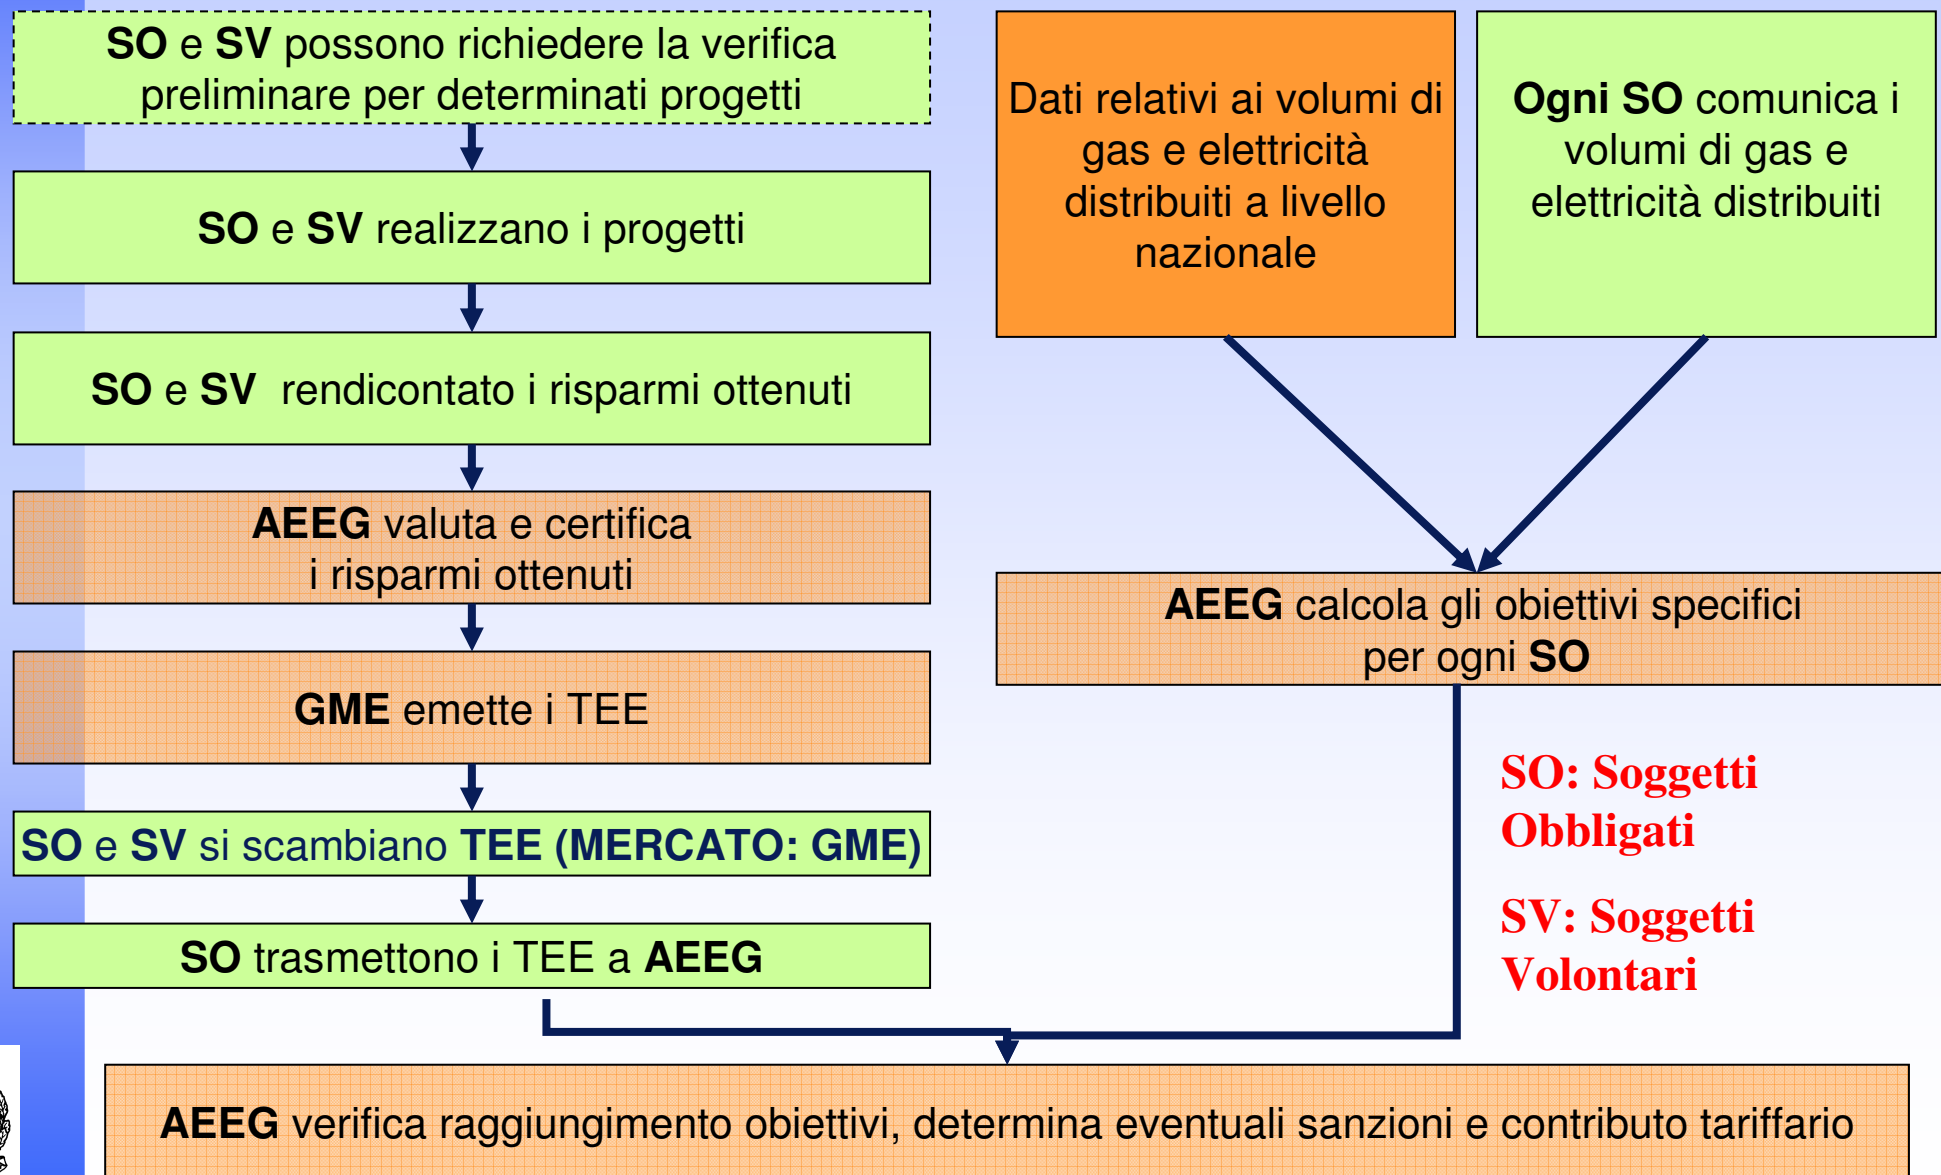 SO e SV possono richiedere la verifica
preliminare per determinati progetti
SO e SV realizzano i progetti
SO e SV rendicontato i risparmi ottenuti
AEEG valuta e certifica
i risparmi ottenuti
GME emette i TEE
SO e SV si scambiano TEE (MERCATO: GME)
SO trasmettono i TEE a AEEG
Dati relativi ai volumi di
gas e elettricità
distribuiti a livello
nazionale
Ogni SO comunica i
volumi di gas e
elettricità distribuiti
AEEG calcola gli obiettivi specifici
per ogni SO
SO: Soggetti
Obbligati
SV: Soggetti
Volontari
AEEG verifica raggiungimento obiettivi, determina eventuali sanzioni e contributo tariffario